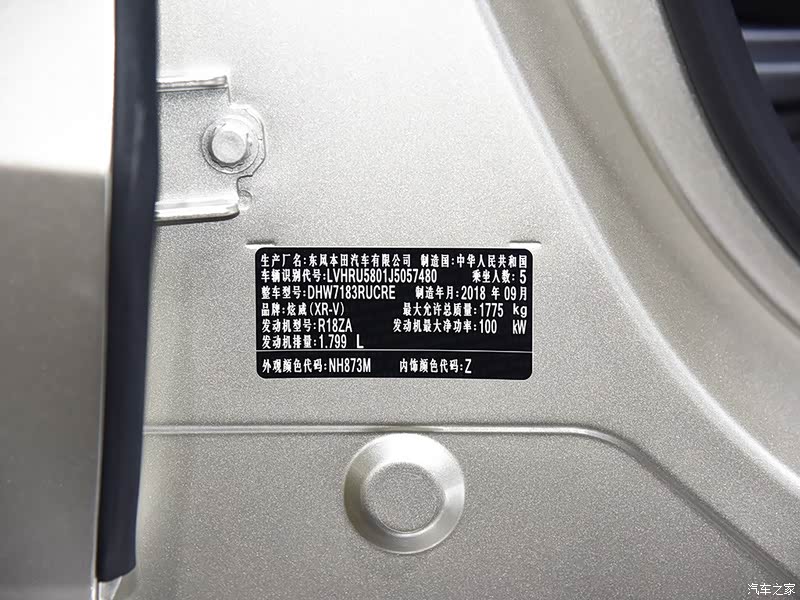 生产厂名:东风本田汽车有限公司 制造国:中华人民共和国
车辆识别代号:LVHRU5801J5057480 乘坐人数:5
整车型号:DHW7183RUCRE 制造年月:2018 年 09月
品牌:炫威(XR-V) 最大允许总质量:1775 kg
发动机型号:R18ZA 发动机最大净功率:100 kW
发动机排量:1.799 L
外观颜色代码:NH873M 内饰颜色代码:Z
汽车之家